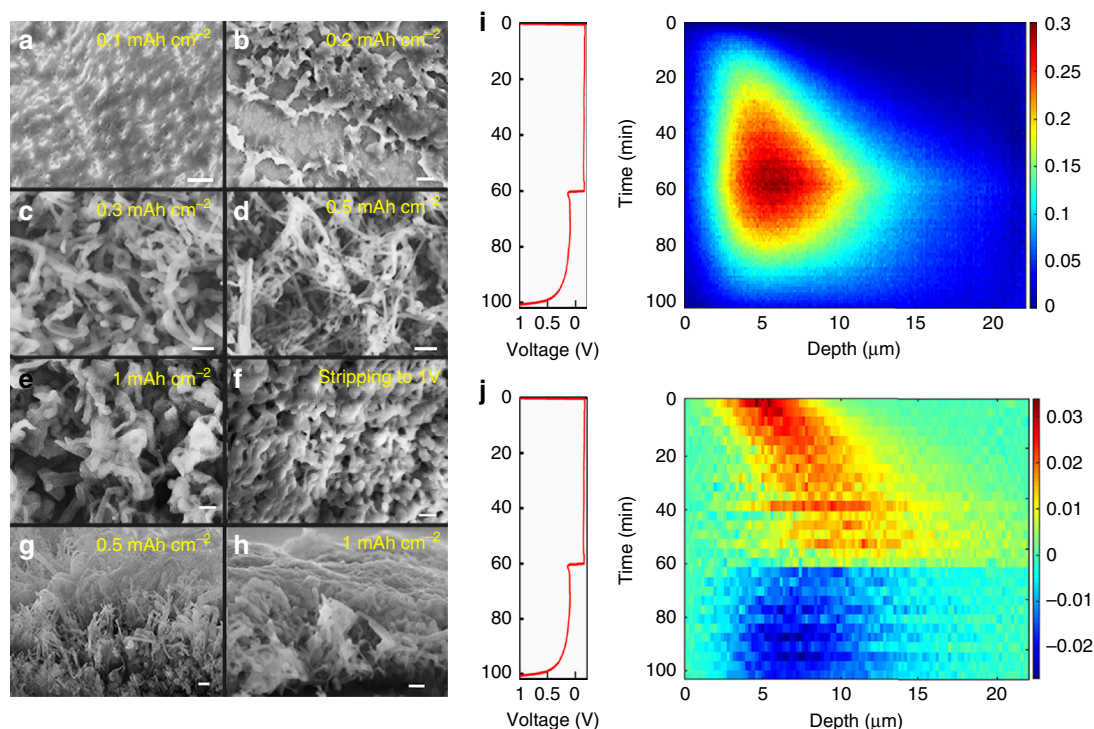 a 0.1 mAh cm⁻²
b 0.2 mAh cm⁻²
c 0.3 mAh cm⁻²
d 0.5 mAh cm⁻²
e 1 mAh cm⁻²
f Stripping to 1V
g 0.5 mAh cm⁻²
h 1 mAh cm⁻²
i
0
20
40
60
80
100
1 0.5 0
Voltage (V)
Time (min)
0
20
40
60
80
100
0 5 10 15 20
Depth (μm)
0.3
0.25
0.2
0.15
0.1
0.05
0
j
0
20
40
60
80
100
1 0.5 0
Voltage (V)
Time (min)
0
20
40
60
80
100
0 5 10 15 20
Depth (μm)
0.03
0.02
0.01
0
−0.01
−0.02